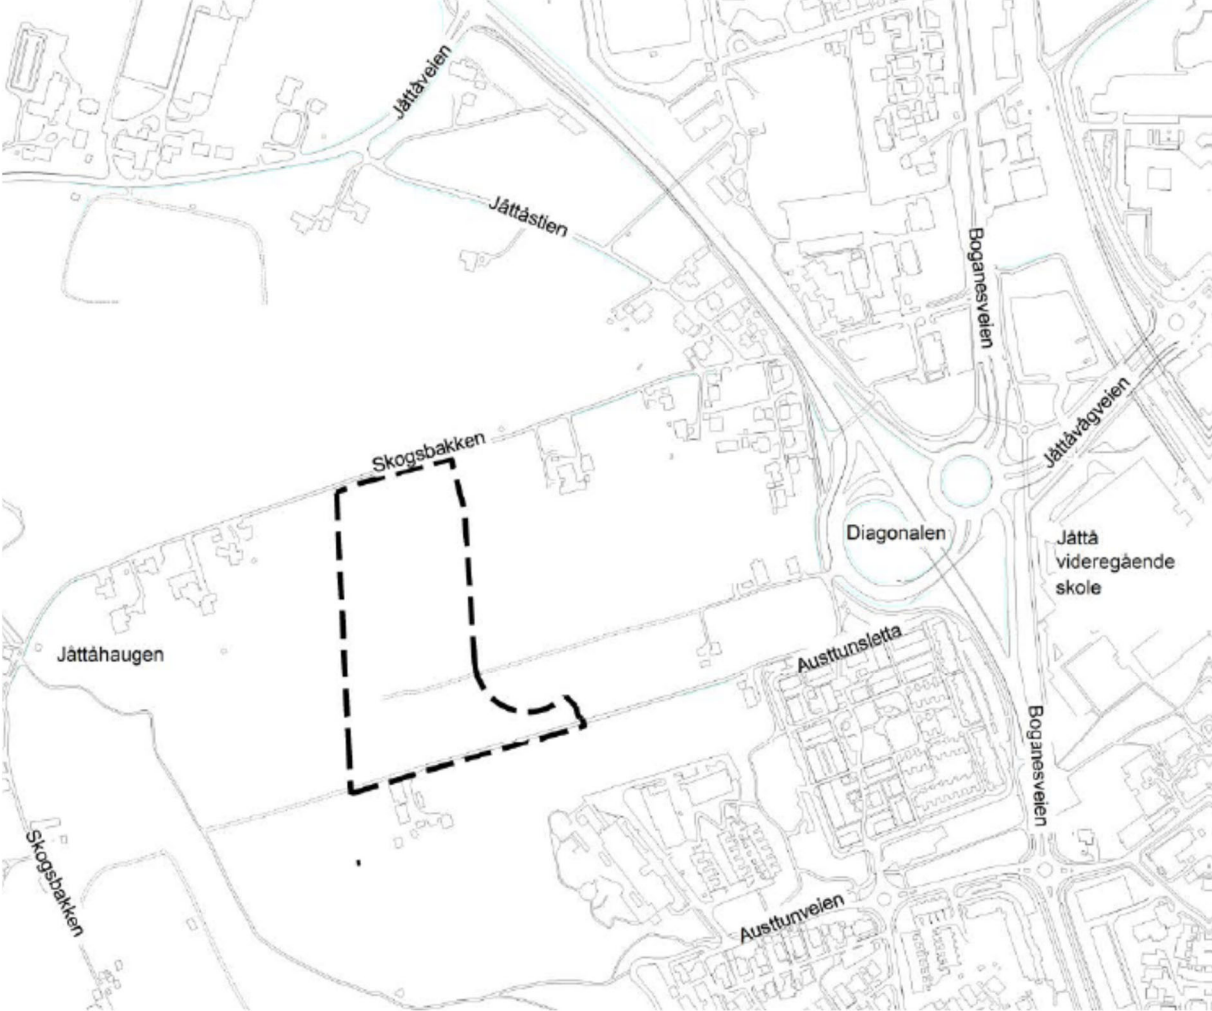 Jåttåveien
Jåttåstien
Boganesveien
Jåttåvågveien
Skogsbakken
Diagonalen
Jåttå
videregående
skole
Jåttåhaugen
Austtunsletta
Boganesveien
Skogsbakken
Austtunveien